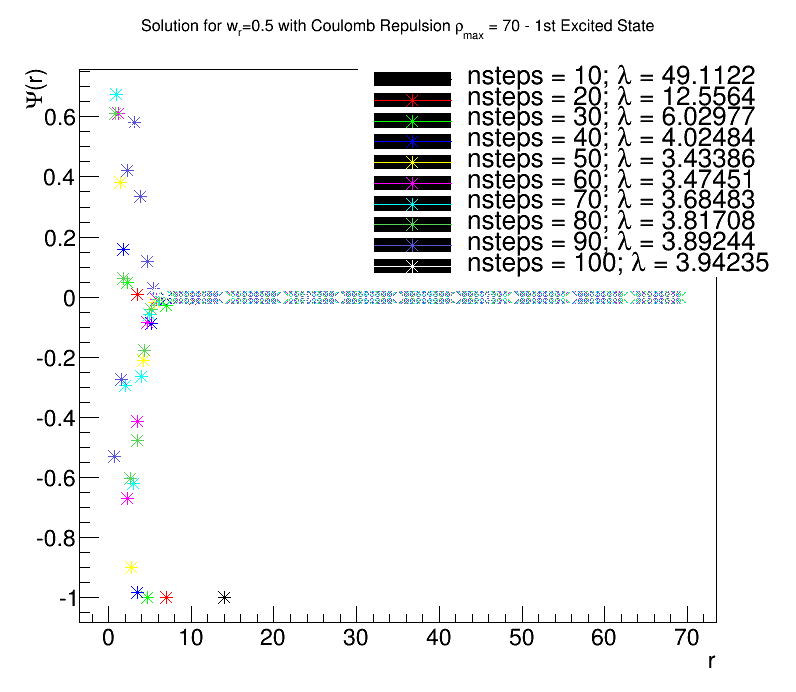 Solution for wr=0.5 with Coulomb Repulsion ρmax = 70 - 1st Excited State
Ψ(r)
nsteps = 10; λ = 49.1122
nsteps = 20; λ = 12.5564
nsteps = 30; λ = 6.02977
nsteps = 40; λ = 4.02484
nsteps = 50; λ = 3.43386
nsteps = 60; λ = 3.47451
nsteps = 70; λ = 3.68483
nsteps = 80; λ = 3.81708
nsteps = 90; λ = 3.89244
nsteps = 100; λ = 3.94235
0.6
0.4
0.2
0
-0.2
-0.4
-0.6
-0.8
-1
0 10 20 30 40 50 60 70
r